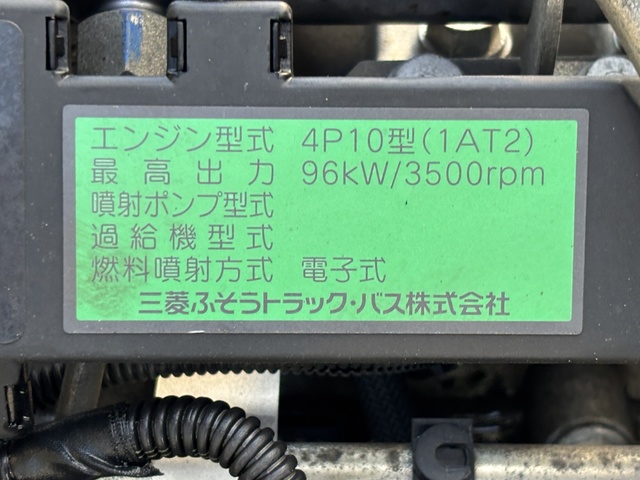 エンジン型式 4P10型(1AT2)
最高出力 96kW/3500rpm
噴射ポンプ型式
過給機型式
燃料噴射方式 電子式
三菱ふそうトラック・バス株式会社